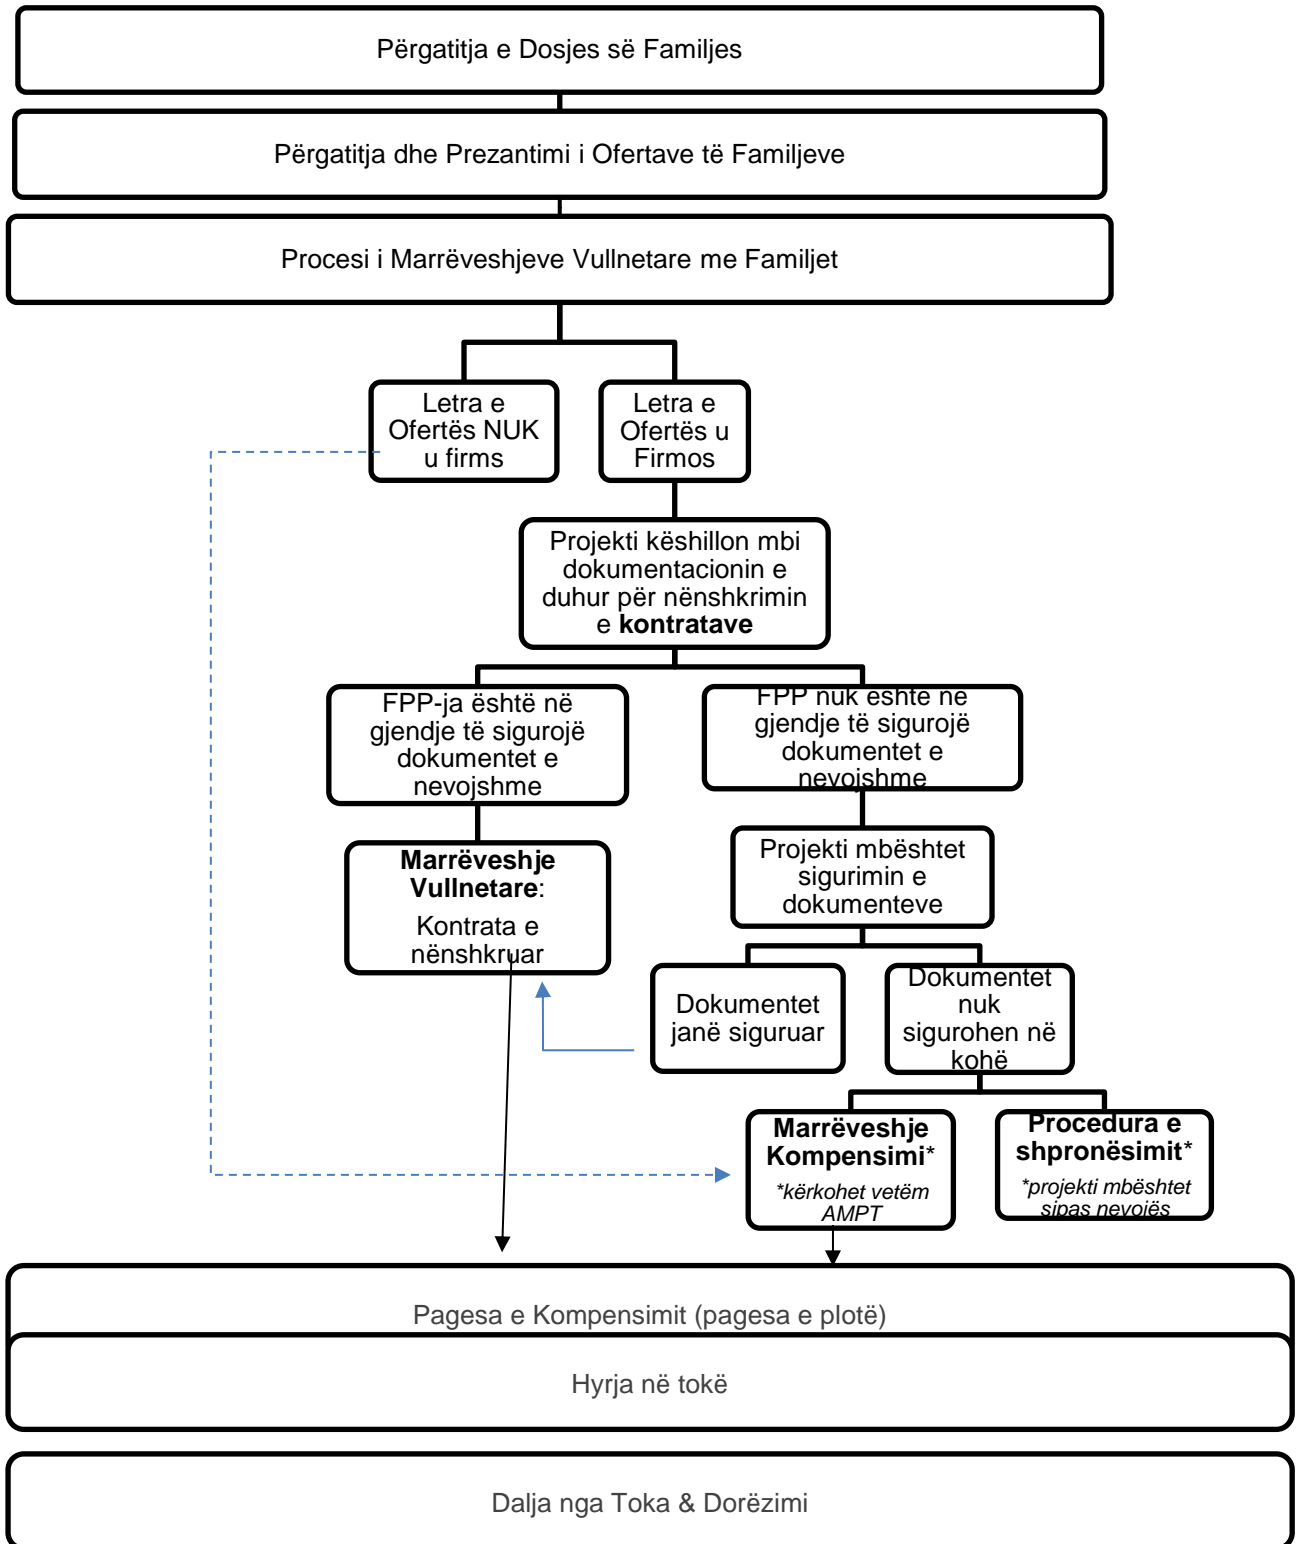 Përgatitja e Dosjes së Familjes
Përgatitja dhe Prezantimi i Ofertave të Familjeve
Procesi i Marrëveshjeve Vullnetare me Familjet
Letra e
Ofertës NUK
u firms
Letra e
Ofertës u
Firmos
Projekti këshillon mbi
dokumentacionin e
duhur për nënshkrimin
e kontratave
FPP-ja është në
gjendje të sigurojë
dokumentet e
nevojshme
FPP nuk është në
gjendje të sigurojë
dokumentet e
nevojshme
Marrëveshje
Vullnetare:
Kontrata e
nënshkruar
Projekti mbështet
sigurimin e
dokumenteve
Dokumentet
janë siguruar
Dokumentet
nuk
sigurohen në
kohë
Marrëveshje
Kompensimi*
*kërkohet vetëm
AMPT
Procedura e
shpronësimit*
*projekti mbështet
sipas nevojës
Pagesa e Kompensimit (pagesa e plotë)
Hyrja në tokë
Dalja nga Toka & Dorëzimi